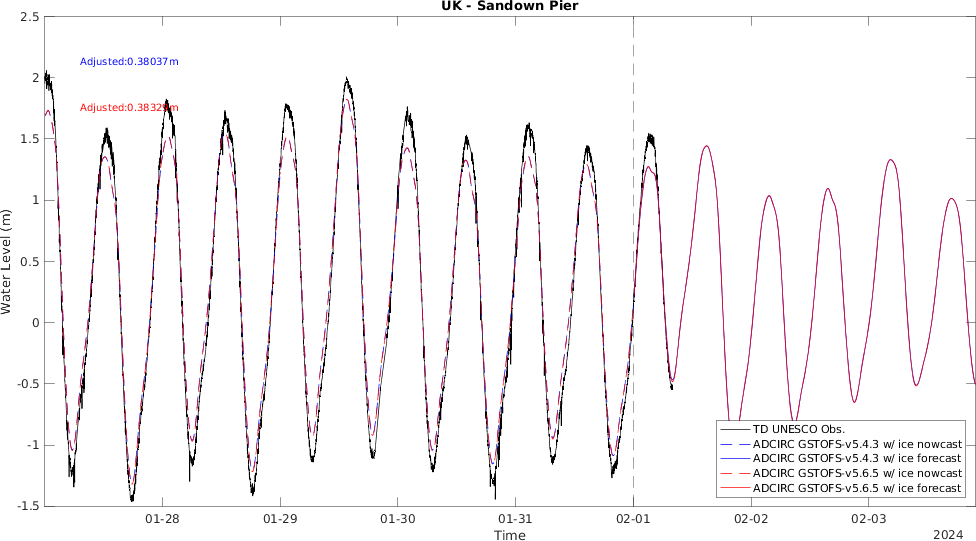 UK - Sandown Pier
2.5
2
1.5
1
0.5
0
-0.5
-1
-1.5
Water Level (m)
Adjusted:0.38037m
Adjusted:0.38329m
TD UNESCO Obs.
ADCIRC GSTOFS-v5.4.3 w/ ice nowcast
ADCIRC GSTOFS-v5.4.3 w/ ice forecast
ADCIRC GSTOFS-v5.6.5 w/ ice nowcast
ADCIRC GSTOFS-v5.6.5 w/ ice forecast
01-28 01-29 01-30 01-31 02-01 02-02 02-03
Time
2024